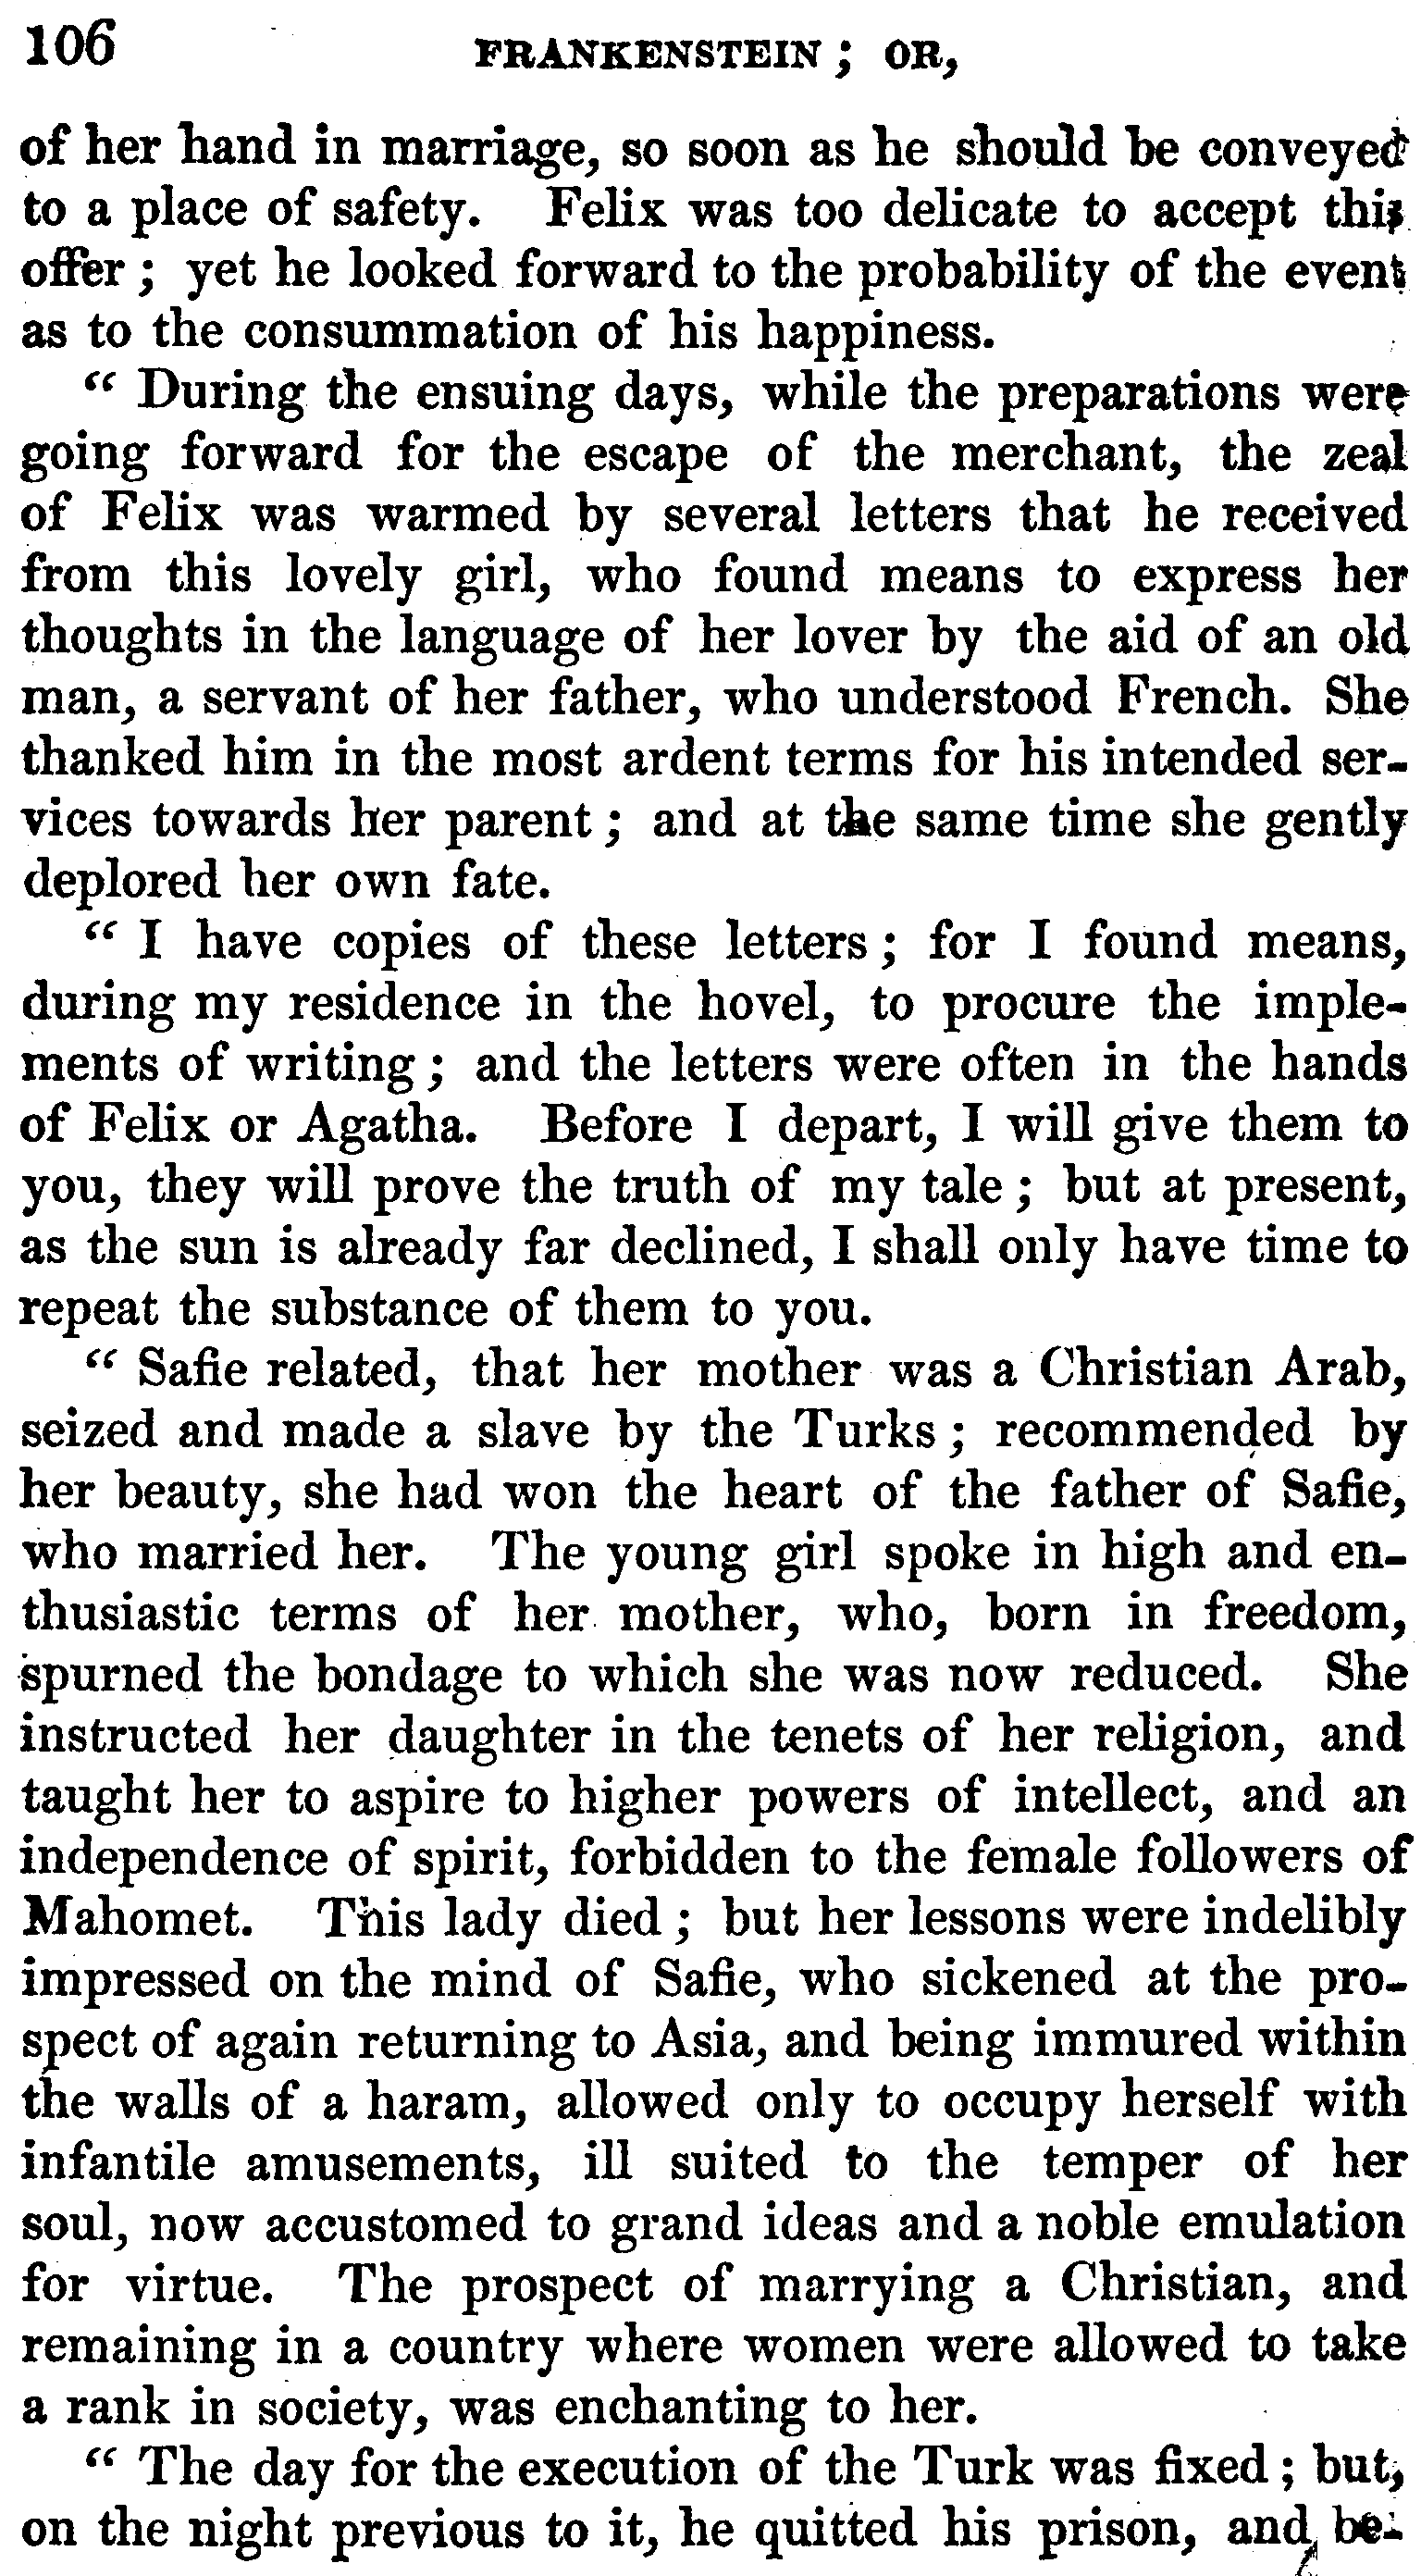 106 FRANKENSTEIN ; OR,
of her hand in marriage, so soon as he should be conveyed
to a place of safety. Felix was too delicate to accept this
offer ; yet he looked forward to the probability of the event
as to the consummation of his happiness.
“ During the ensuing days, while the preparations were
going forward for the escape of the merchant, the zeal
of Felix was warmed by several letters that he received
from this lovely girl, who found means to express her
thoughts in the language of her lover by the aid of an old
man, a servant of her father, who understood French. She
thanked him in the most ardent terms for his intended ser-
vices towards her parent ; and at the same time she gently
deplored her own fate.
“ I have copies of these letters ; for I found means,
during my residence in the hovel, to procure the imple-
ments of writing ; and the letters were often in the hands
of Felix or Agatha. Before I depart, I will give them to
you, they will prove the truth of my tale ; but at present,
as the sun is already far declined, I shall only have time to
repeat the substance of them to you.
“ Safie related, that her mother was a Christian Arab,
seized and made a slave by the Turks ; recommended by
her beauty, she had won the heart of the father of Safie,
who married her. The young girl spoke in high and en-
thusiastic terms of her mother, who, born in freedom,
spurned the bondage to which she was now reduced. She
instructed her daughter in the tenets of her religion, and
taught her to aspire to higher powers of intellect, and an
independence of spirit, forbidden to the female followers of
Mahomet. This lady died ; but her lessons were indelibly
impressed on the mind of Safie, who sickened at the pro-
spect of again returning to Asia, and being immured within
the walls of a haram, allowed only to occupy herself with
infantile amusements, ill suited to the temper of her
soul, now accustomed to grand ideas and a noble emulation
for virtue. The prospect of marrying a Christian, and
remaining in a country where women were allowed to take
a rank in society, was enchanting to her.
“ The day for the execution of the Turk was fixed ; but,
on the night previous to it, he quitted his prison, and be-